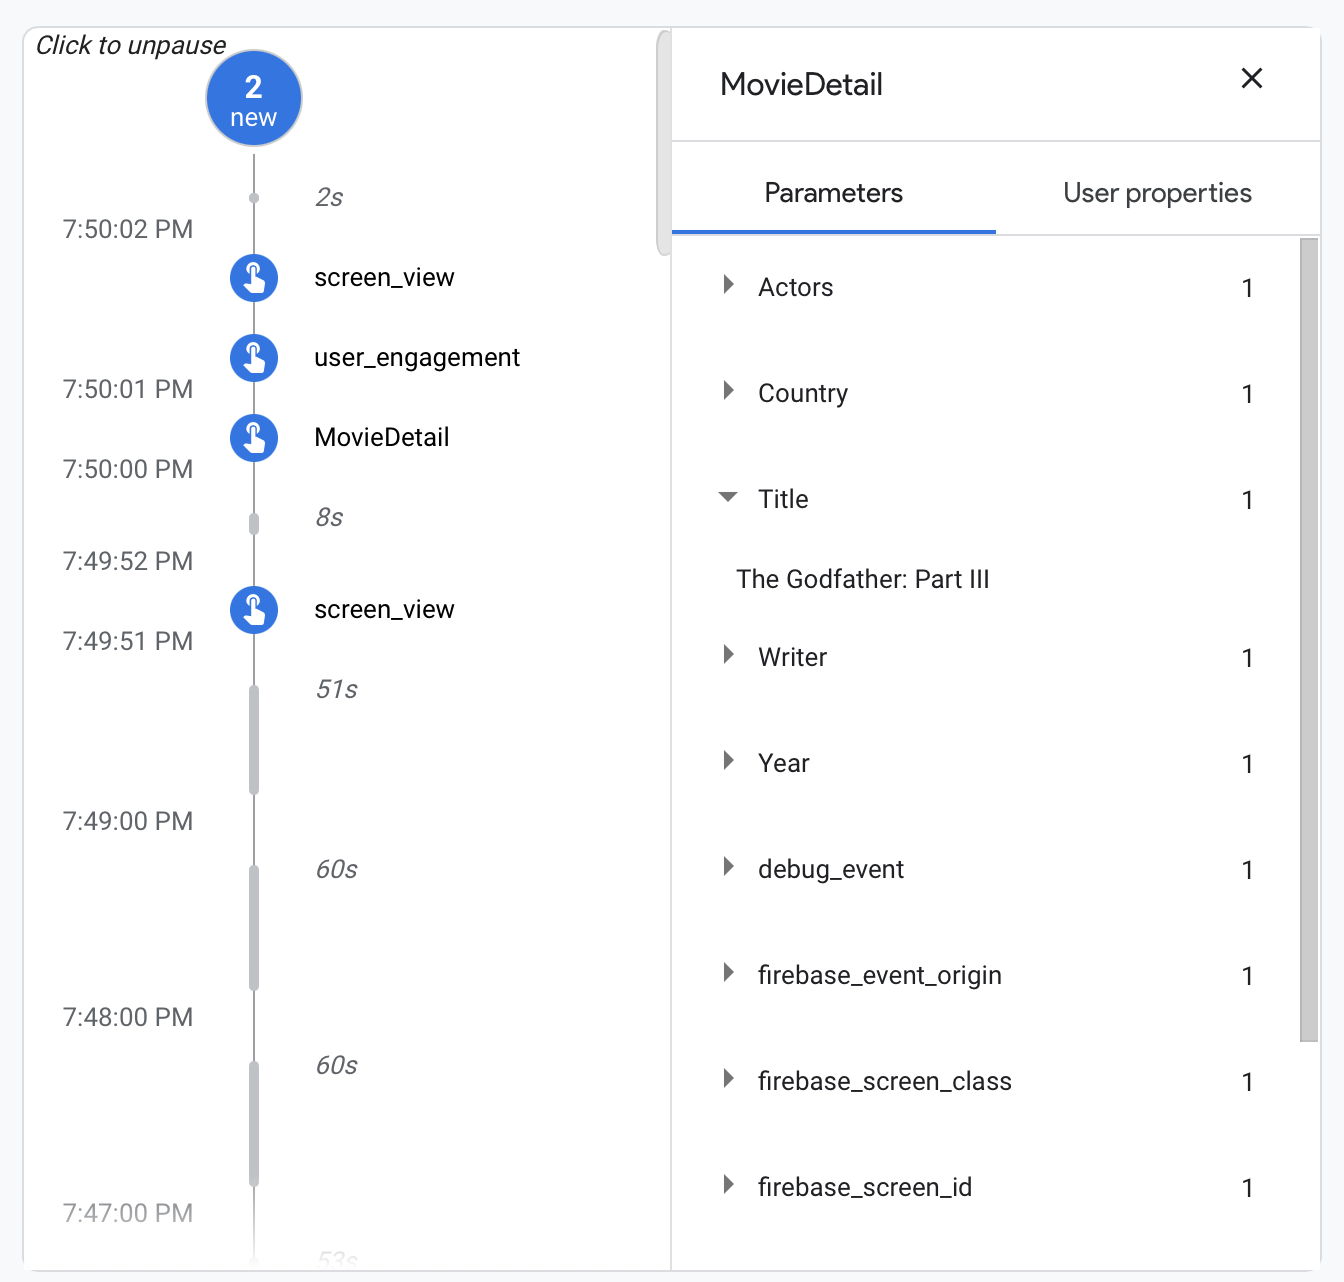 Click to unpause
2
new
2s
7:50:02 PM
screen_view
user_engagement
7:50:01 PM
MovieDetail
7:50:00 PM
8s
7:49:52 PM
screen_view
7:49:51 PM
51s
7:49:00 PM
60s
7:48:00 PM
60s
7:47:00 PM
53s
MovieDetail
Parameters User properties
Actors 1
Country 1
Title 1
The Godfather: Part III
Writer 1
Year 1
debug_event 1
firebase_event_origin 1
firebase_screen_class 1
firebase_screen_id 1